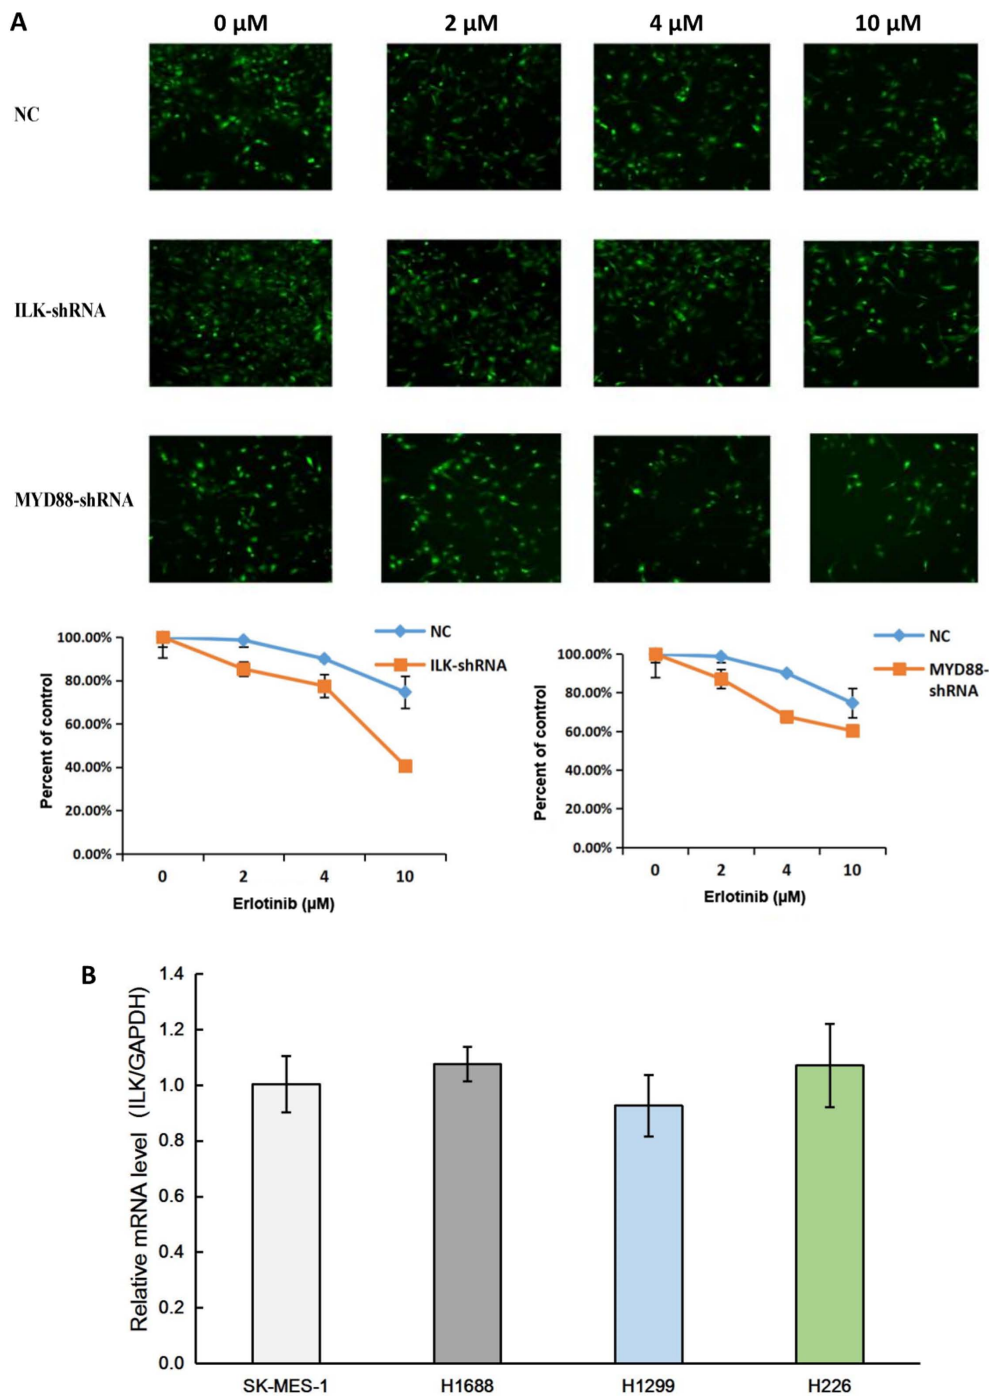 A
0 µM
2 µM
4 µM
10 µM
NC
ILK-shRNA
MYD88-shRNA
100.00%
80.00%
60.00%
40.00%
20.00%
0.00%
Percent of control
0
2
4
10
Erlotinib (µM)
NC
ILK-shRNA
100.00%
80.00%
60.00%
40.00%
20.00%
0.00%
Percent of control
0
2
4
10
Erlotinib (µM)
NC
MYD88-
shRNA
B
1.4
1.2
1.0
0.8
0.6
0.4
0.2
0.0
Relative mRNA level (ILK/GAPDH)
SK-MES-1
H1688
H1299
H226